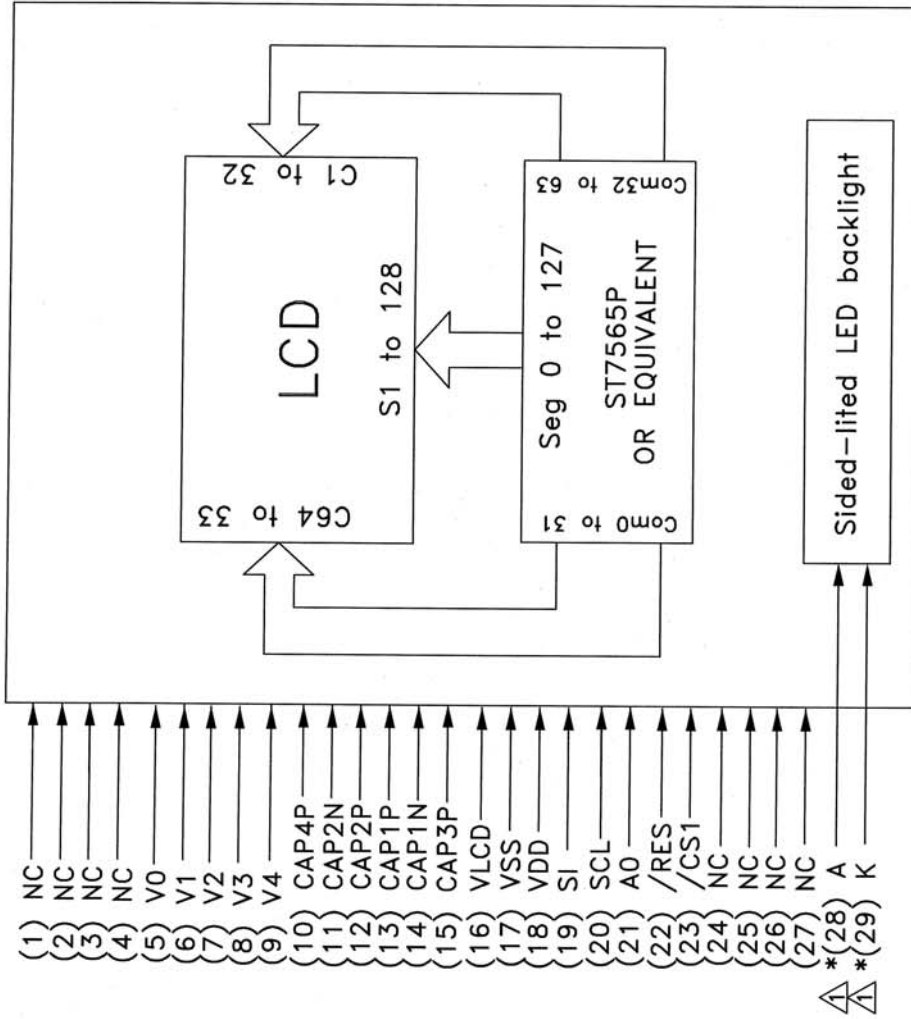 (1) NC
(2) NC
(3) NC
(4) NC
(5) V0
(6) V1
(7) V2
(8) V3
(9) V4
(10) CAP4P
(11) CAP2N
(12) CAP2P
(13) CAP1P
(14) CAP1N
(15) CAP3P
(16) VLCD
(17) VSS
(18) VDD
(19) SI
(20) SCL
(21) A0
(22) /RES
(23) /CS1
(24) NC
(25) NC
(26) NC
(27) NC
1 *(28) A
1 *(29) K
C64 to 33
LCD
C1 to 32
S1 to 128
Com0 to 31
Seg 0 to 127
ST7565P
OR EQUIVALENT
Com32 to 63
Sided-lited LED backlight